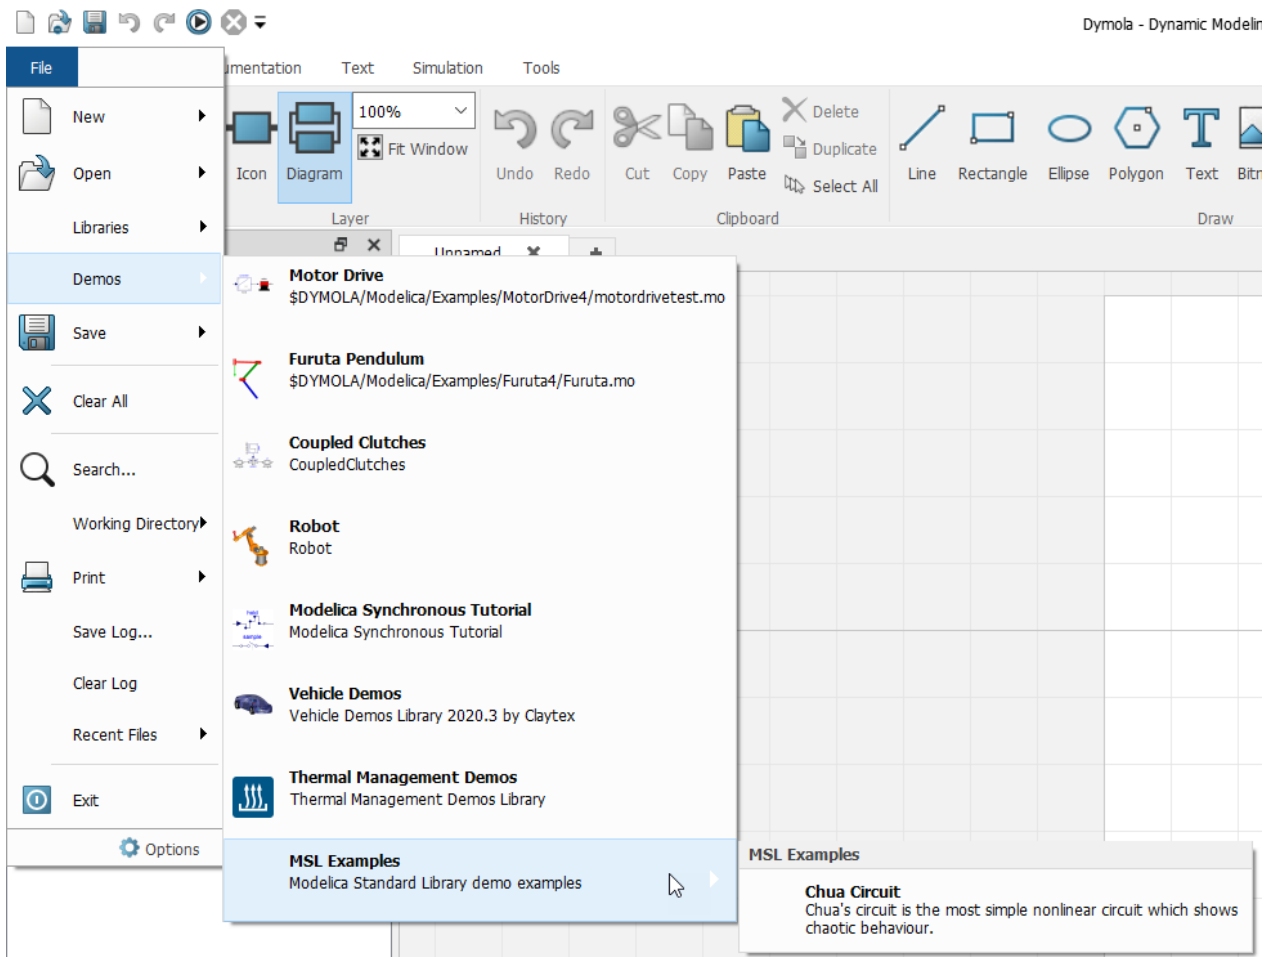 Dymola - Dynamic Modelin
File
umentation Text Simulation Tools
New
Open
Libraries
Demos
Save
Clear All
Search...
Working Directory
Print
Save Log...
Clear Log
Recent Files
Exit
Options
100%
Fit Window
Icon
Diagram
Layer
Undo
Redo
History
Cut
Copy
Paste
Delete
Duplicate
Select All
Clipboard
Line
Rectangle
Ellipse
Polygon
Text
Bitn
Draw
Unnamed
Motor Drive
$DYMOLA/Modelica/Examples/MotorDrive4/motordrivetest.mo
Furuta Pendulum
$DYMOLA/Modelica/Examples/Furuta4/Furuta.mo
Coupled Clutches
CoupledClutches
Robot
Robot
Modelica Synchronous Tutorial
Modelica Synchronous Tutorial
hold
sample
Vehicle Demos
Vehicle Demos Library 2020.3 by Claytex
Thermal Management Demos
Thermal Management Demos Library
MSL Examples
Modelica Standard Library demo examples
MSL Examples
Chua Circuit
Chua's circuit is the most simple nonlinear circuit which shows
chaotic behaviour.